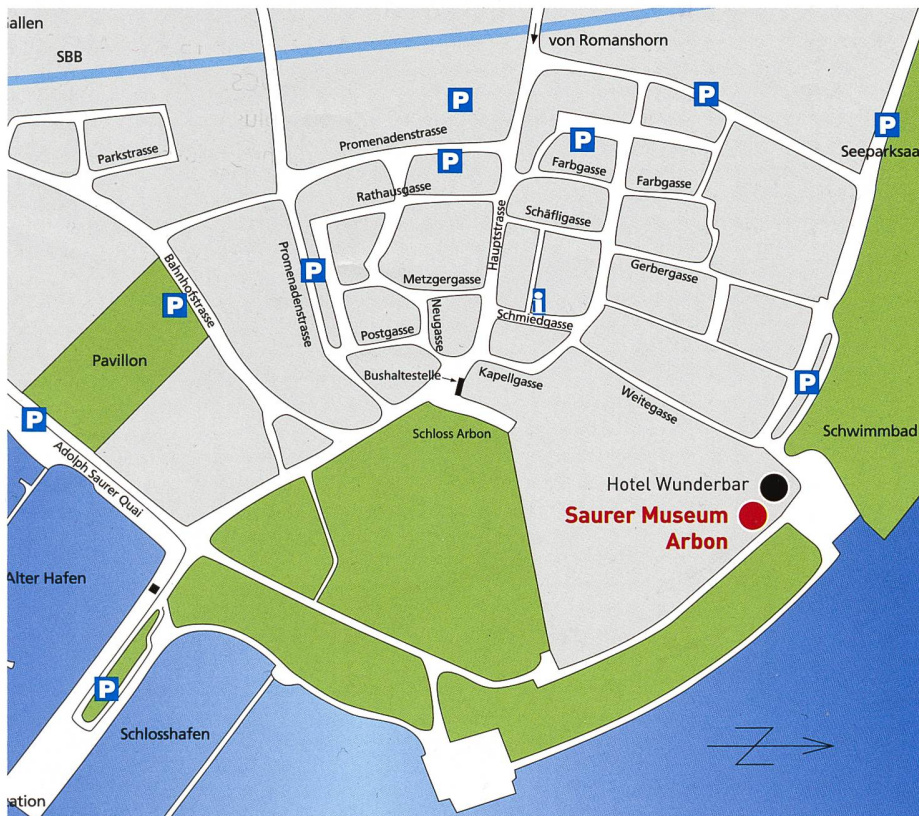 allen
SBB
von Romanshorn
P
P
P
P
Parkstrasse
Promenadenstrasse
P
Seeparksaa
Farbgasse
Farbgasse
Rathausgasse
Schäfligasse
Hauptstrasse
Promenadenstrasse
P
Bahnhofstrasse
P
Metzgergasse
Gerbergasse
i
Neugasse
Schmiedgasse
Postgasse
Pavillon
Bushaltestelle
Kapellgasse
Weitegasse
P
P
Schloss Arbon
Schwimmbad
Adolph Saurer Quai
Hotel Wunderbar
Saurer Museum
Arbon
Alter Hafen
P
Schlosshafen
Z
ation